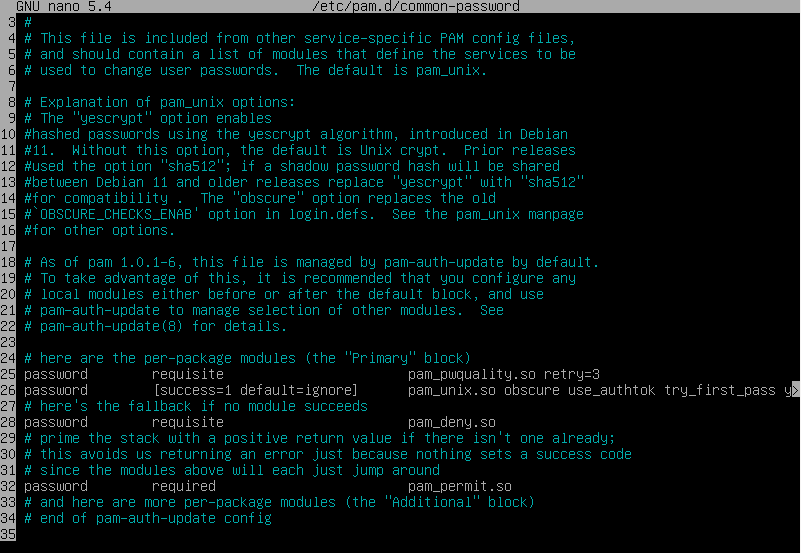 GNU nano 5.4 /etc/pam.d/common-password
3 #
4 # This file is included from other service-specific PAM config files,
5 # and should contain a list of modules that define the services to be
6 # used to change user passwords.  The default is pam_unix.
7
8 # Explanation of pam_unix options:
9 # The "yescrypt" option enables
10 #hashed passwords using the yescrypt algorithm, introduced in Debian
11 #11.  Without this option, the default is Unix crypt.  Prior releases
12 #used the option "sha512"; if a shadow password hash will be shared
13 #between Debian 11 and older releases replace "yescrypt" with "sha512"
14 #for compatibility .  The "obscure" option replaces the old
15 #`OBSCURE_CHECKS_ENAB' option in login.defs.  See the pam_unix manpage
16 #for other options.
17
18 # As of pam 1.0.1-6, this file is managed by pam-auth-update by default.
19 # To take advantage of this, it is recommended that you configure any
20 # local modules either before or after the default block, and use
21 # pam-auth-update to manage selection of other modules.  See
22 # pam-auth-update(8) for details.
23
24 # here are the per-package modules (the "Primary" block)
25 password        requisite                       pam_pwquality.so retry=3
26 password        [success=1 default=ignore]      pam_unix.so obscure use_authtok try_first_pass y>
27 # here's the fallback if no module succeeds
28 password        requisite                       pam_deny.so
29 # prime the stack with a positive return value if there isn't one already;
30 # this avoids us returning an error just because nothing sets a success code
31 # since the modules above will each just jump around
32 password        required                        pam_permit.so
33 # and here are more per-package modules (the "Additional" block)
34 # end of pam-auth-update config
35